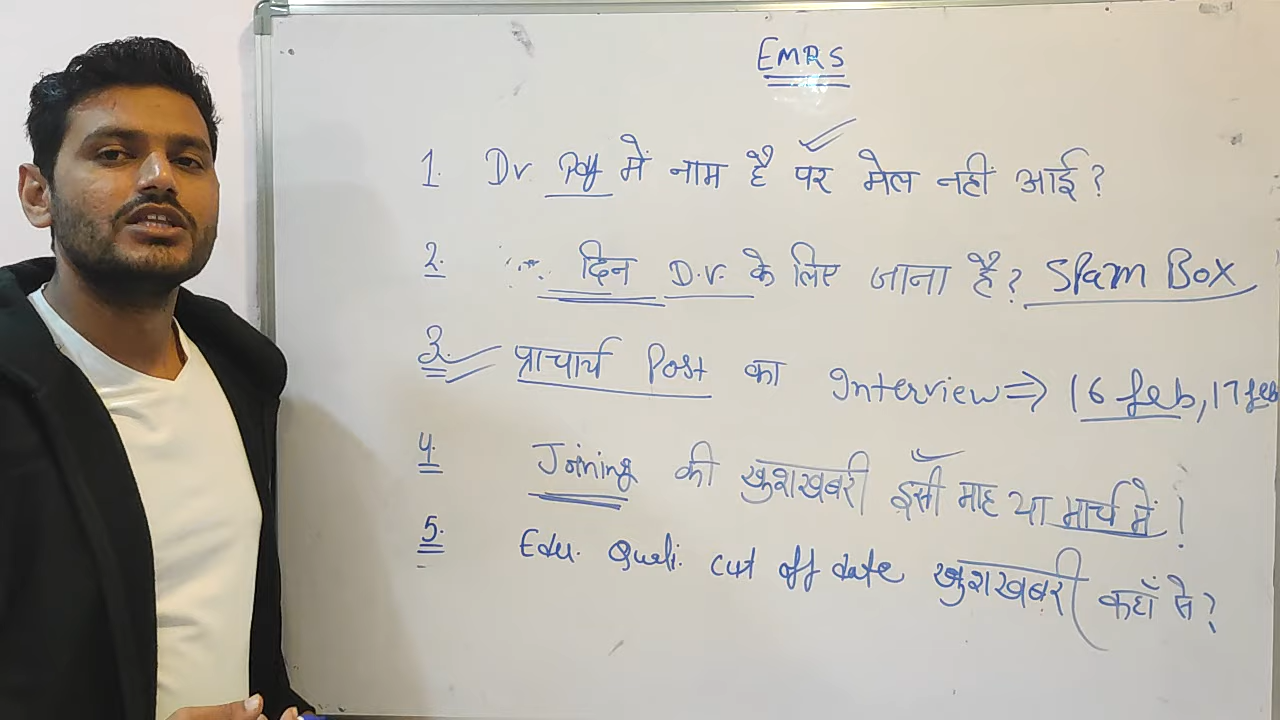 EMRS
1. Dv Pdf में नाम है पर मेल नहीं आई?
2. दिन D.V. के लिए जाना है? Spam Box
3. प्राचार्य Post का Interview ⇒ 16 feb, 17 feb
4. Joining की खुशखबरी इसी माह या मार्च में!
5. Edu. Quali. cut off date खुशखबरी कहाँ से?